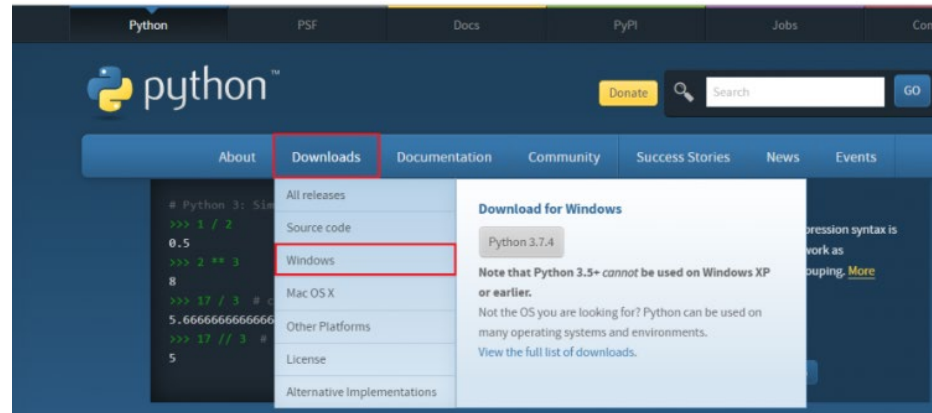 Python
PSF
Docs
PyPI
Jobs
python™
Donate
Search
GO
About
Downloads
Documentation
Community
Success Stories
News
Events
# Python 3: Sim
>>> 1 / 2
0.5
>>> 2 ** 3
8
>>> 17 / 3 # c
5.6666666666666
>>> 17 // 3 #
5
All releases
Source code
Windows
Mac OS X
Other Platforms
License
Alternative Implementations
Download for Windows
Python 3.7.4
Note that Python 3.5+ cannot be used on Windows XP
or earlier.
Not the OS you are looking for? Python can be used on
many operating systems and environments.
View the full list of downloads.
pression syntax is
work as
ouping. More